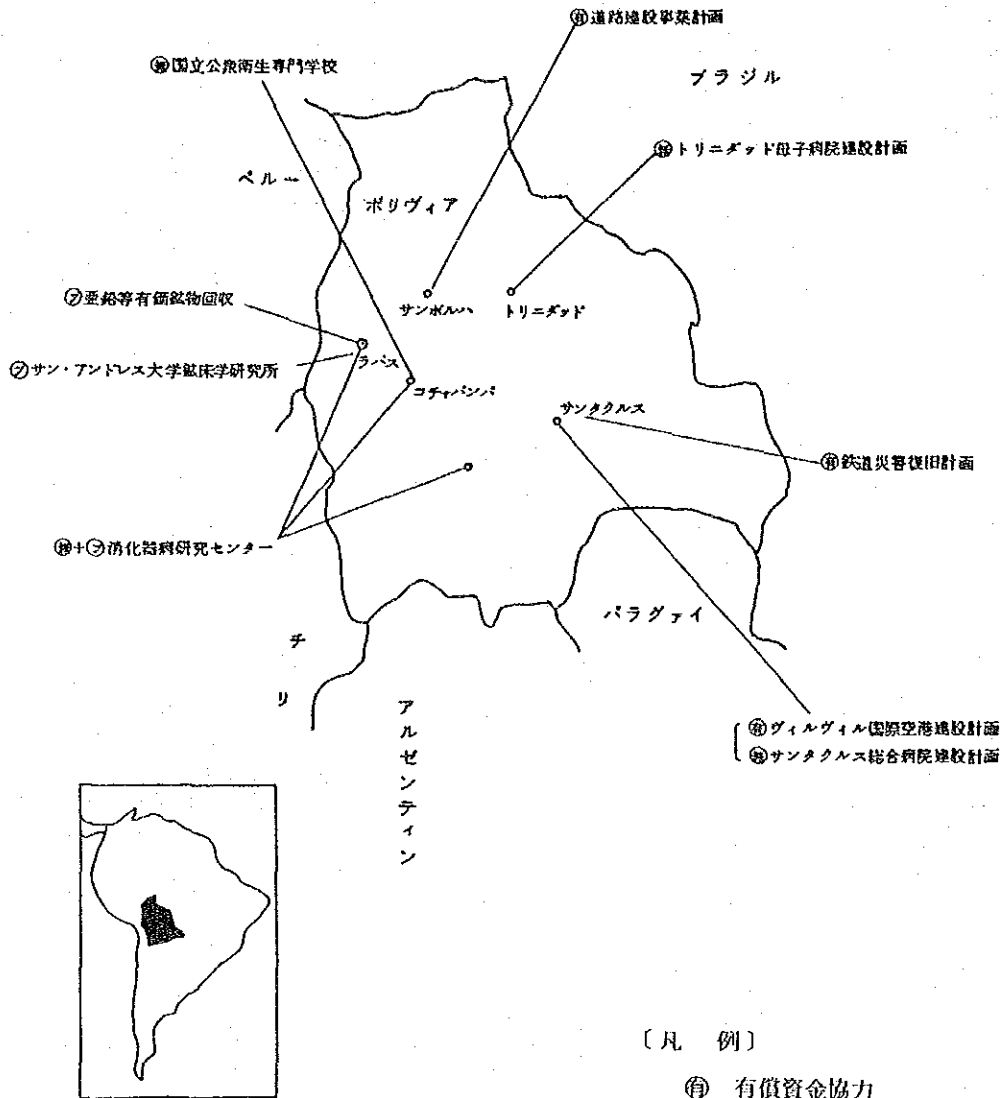 ㊒道路建設事業計画
㊒国立公衆衛生専門学校
ブラジル
㊒トリニダッド母子病院建設計画
ペルー
ボリヴィア
サンボルハ
トリニダッド
㋐亜鉛等有価鉱物回収
ラパス
㋐サン・アンドレス大学鉱床学研究所
コチャバンバ
サンタクルス
㊒鉄道災害復旧計画
消化器病研究センター
パラグァイ
チリ
㊒ヴィルヴィル国際空港建設計画
サンタクルス総合病院建設計画
アルゼンティン
〔凡 例〕
㊒ 有償資金協力